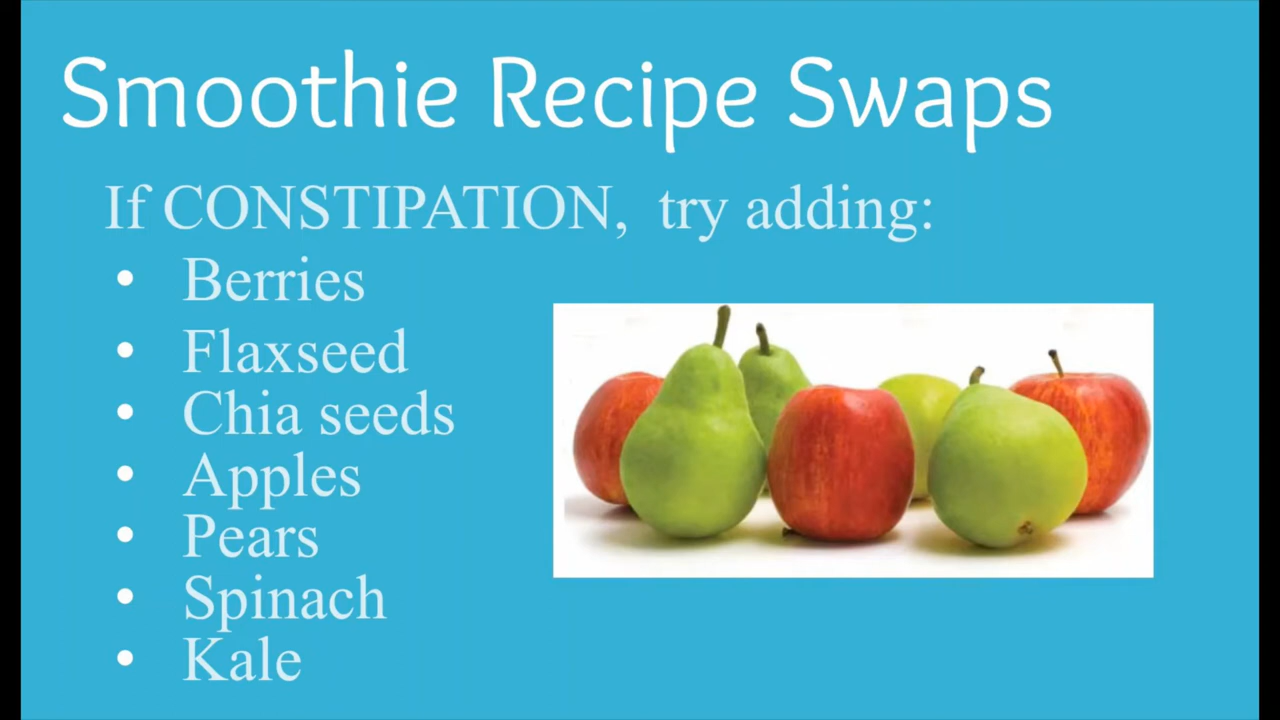 Smoothie Recipe Swaps
If CONSTIPATION, try adding:
• Berries
• Flaxseed
• Chia seeds
• Apples
• Pears
• Spinach
• Kale